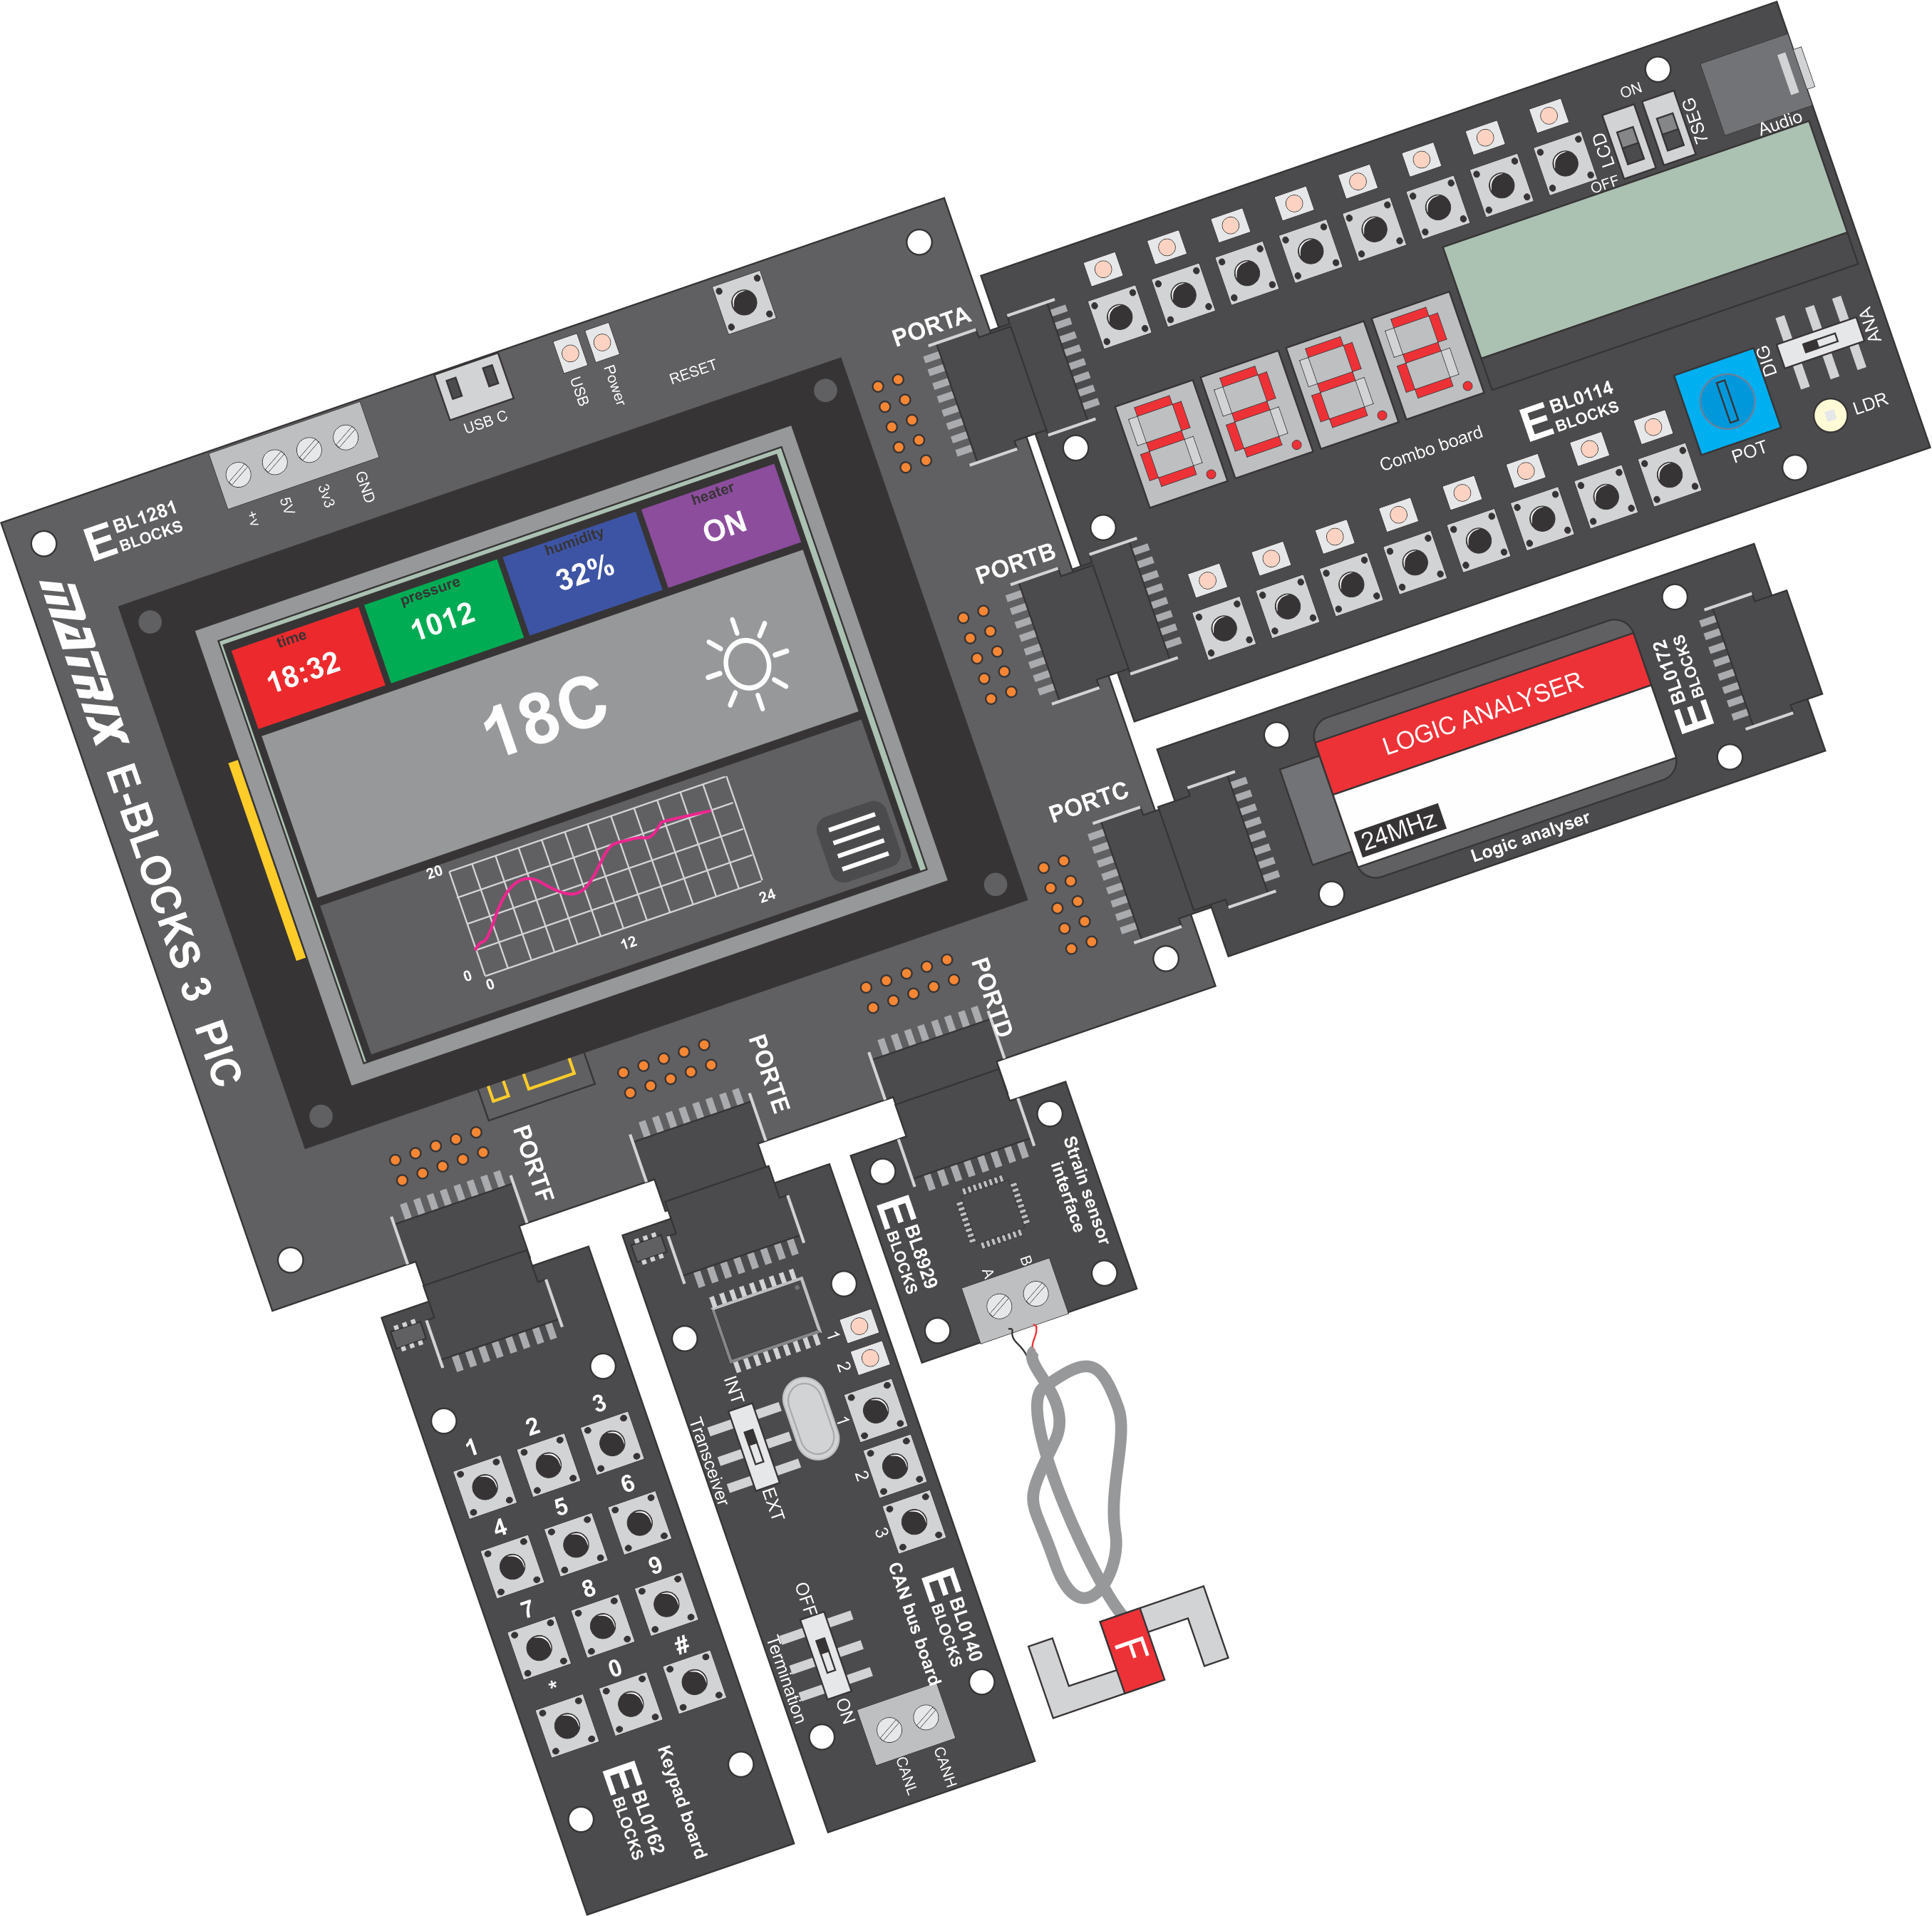 BL1281
E BLOCKS
+v
5V
3v3
GND
USB C
USB
Power
RESET
MATRIX E-BLOCKS 3 PIC
time
18:32
pressure
1012
humidity
32%
heater
ON
18C
20
0
0
12
24
PORTA
PORTB
PORTC
PORTD
PORTE
PORTF
ON
LCD
7SEG
OFF
Audio
Combo board
BL0114
E BLOCKS
DIG
ANA
POT
LDR
LOGIC ANALYSER
24MHz
Logic analyser
BL0172
E BLOCKS
Strain sensor
interface
BL8929
E BLOCKS
A
B
F
1
2
INT
EXT
Transceiver
1
2
3
OFF
ON
Termination
CAN bus board
BL0140
E BLOCKS
CANL
CANH
1
2
3
4
5
6
7
8
9
*
0
#
Keypad board
BL0162
E BLOCKS